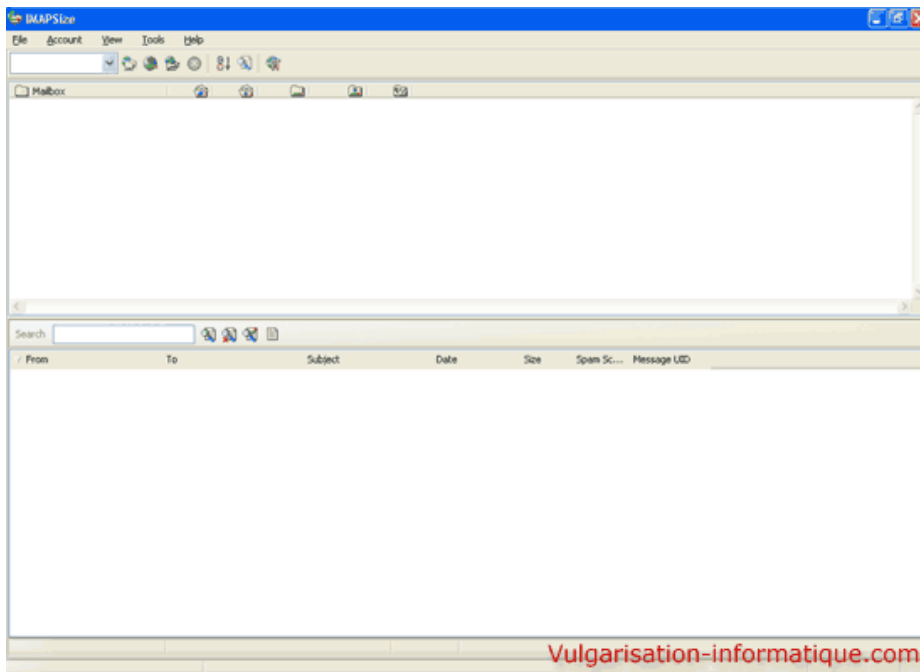 IMAPSize
File Account View Tools Help
Mailbox
Search
From To Subject Date Size Spam Sc... Message UID
Vulgarisation-informatique.com